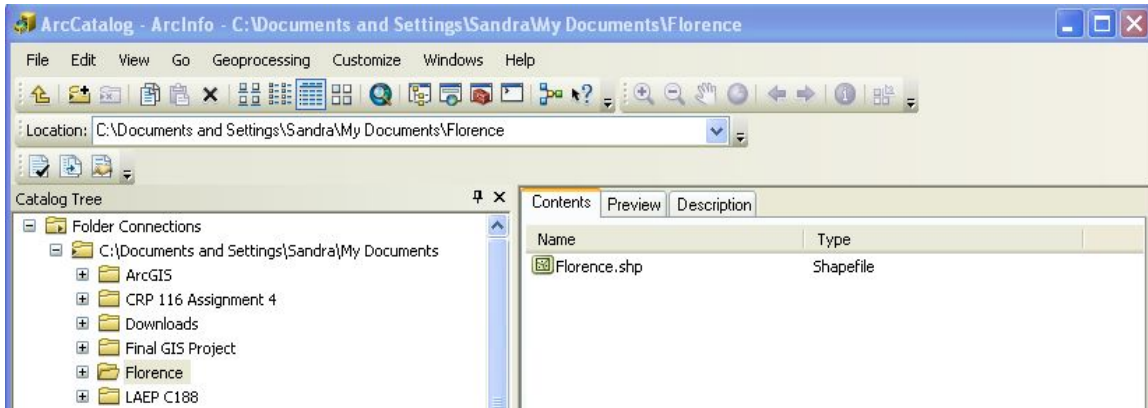 ArcCatalog - ArcInfo - C:\Documents and Settings\Sandra\My Documents\Florence
File Edit View Go Geoprocessing Customize Windows Help
Location: C:\Documents and Settings\Sandra\My Documents\Florence
Catalog Tree
Contents Preview Description
Folder Connections
Name Type
C:\Documents and Settings\Sandra\My Documents
Florence.shp Shapefile
ArcGIS
CRP 116 Assignment 4
Downloads
Final GIS Project
Florence
LAEP C188